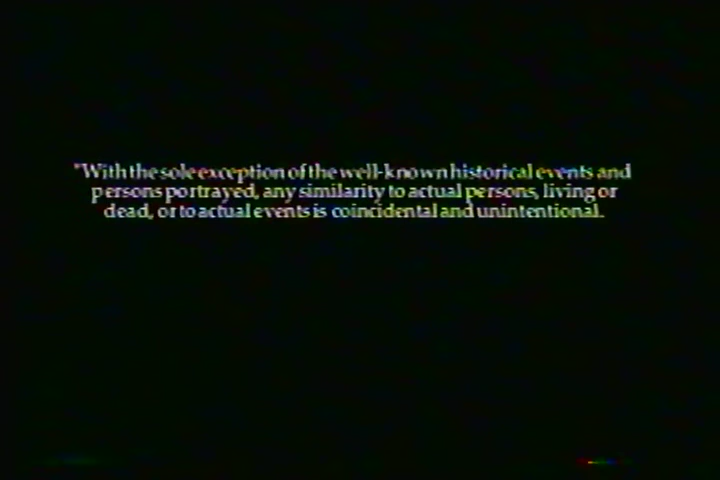 "With the sole exception of the well-known historical events and
persons portrayed, any similarity to actual persons, living or
dead, or to actual events is coincidental and unintentional.